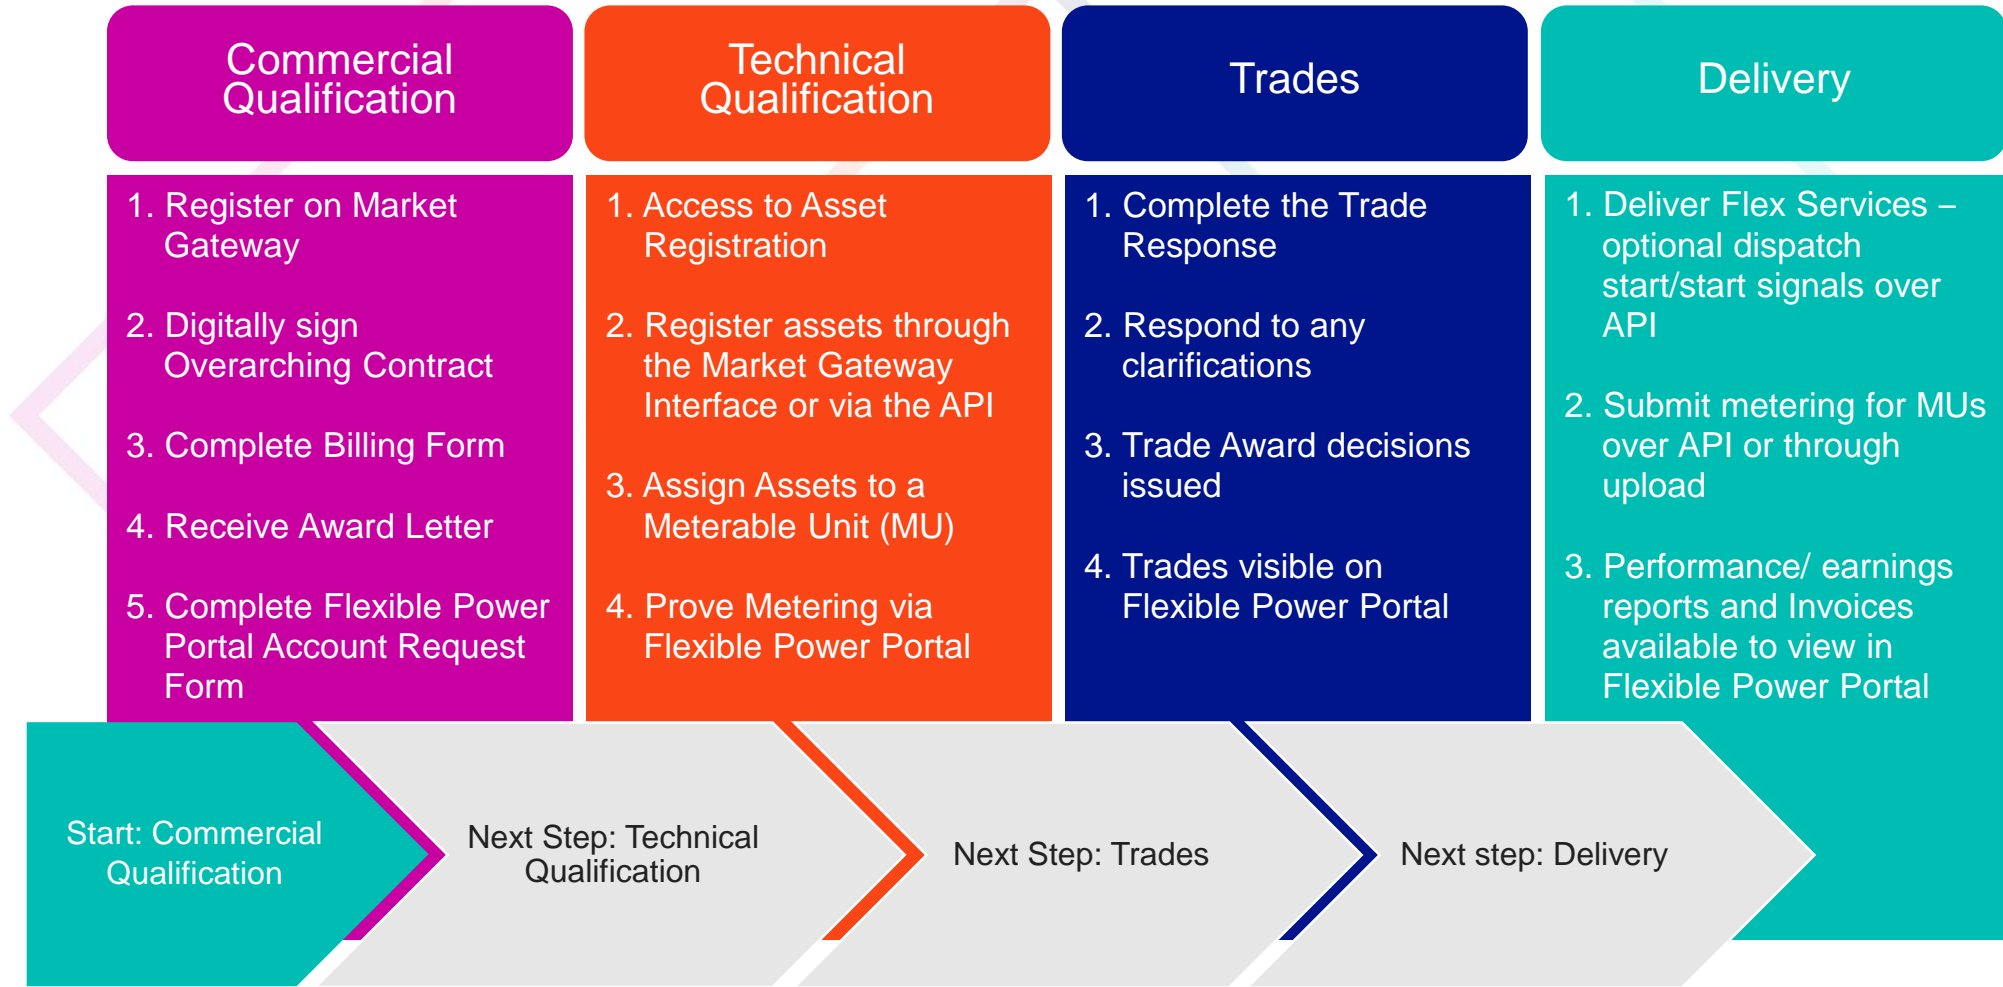 Commercial
Qualification
Technical
Qualification
Trades
Delivery
1. Register on Market
Gateway
2. Digitally sign
Overarching Contract
3. Complete Billing Form
4. Receive Award Letter
5. Complete Flexible Power
Portal Account Request
Form
1. Access to Asset
Registration
2. Register assets through
the Market Gateway
Interface or via the API
3. Assign Assets to a
Meterable Unit (MU)
4. Prove Metering via
Flexible Power Portal
1. Complete the Trade
Response
2. Respond to any
clarifications
3. Trade Award decisions
issued
4. Trades visible on
Flexible Power Portal
1. Deliver Flex Services –
optional dispatch
start/start signals over
API
2. Submit metering for MUs
over API or through
upload
3. Performance/ earnings
reports and Invoices
available to view in
Flexible Power Portal
Start: Commercial
Qualification
Next Step: Technical
Qualification
Next Step: Trades
Next step: Delivery